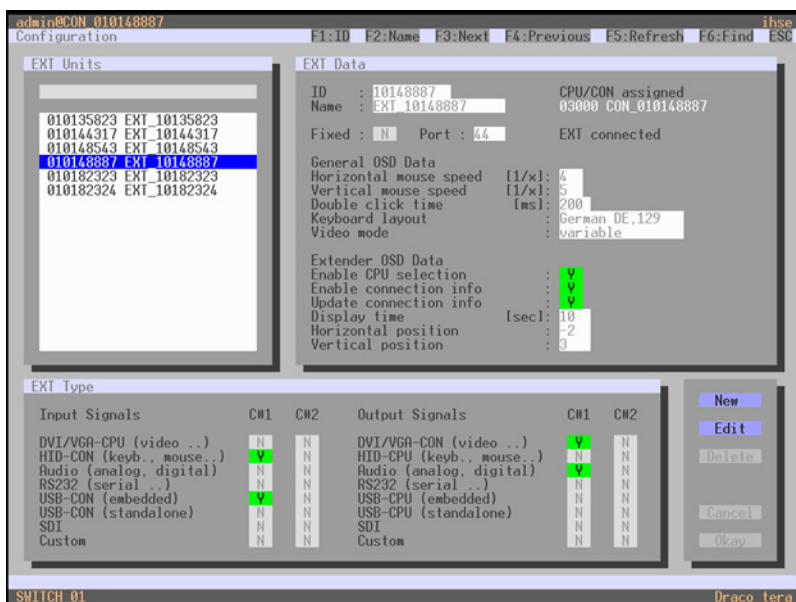 admin@CON_010148887 ihse
Configuration F1:ID F2:Name F3:Next F4:Previous F5:Refresh F6:Find ESC
EXT Units
010135823 EXT_10135823
010144317 EXT_10144317
010148543 EXT_10148543
010148887 EXT_10148887
010182323 EXT_10182323
010182324 EXT_10182324
EXT Data
ID : 10148887 CPU/CON assigned
Name : EXT_10148887 03000 CON_010148887
Fixed : N Port : 44 EXT connected
General OSD Data
Horizontal mouse speed [1/x]: 4
Vertical mouse speed [1/x]: 5
Double click time [ms]: 200
Keyboard layout : German DE,129
Video mode : variable
Extender OSD Data
Enable CPU selection : Y
Enable connection info : Y
Update connection info : Y
Display time [sec]: 10
Horizontal position : -2
Vertical position : 3
EXT Type
Input Signals C#1 C#2 Output Signals C#1 C#2
DVI/VGA-CPU (video ..) N N DVI/VGA-CON (video ..) Y N
HID-CON (keyb., mouse..) Y N HID-CPU (keyb., mouse..) N N
Audio (analog, digital) N N Audio (analog, digital) Y N
RS232 (serial ..) N N RS232 (serial ..) N N
USB-CON (embedded) Y N USB-CPU (embedded) N N
USB-CON (standalone) N N USB-CPU (standalone) N N
SDI N N SDI N N
Custom N N Custom N N
New
Edit
Delete
Cancel
Okay
SWITCH_01 Draco tera